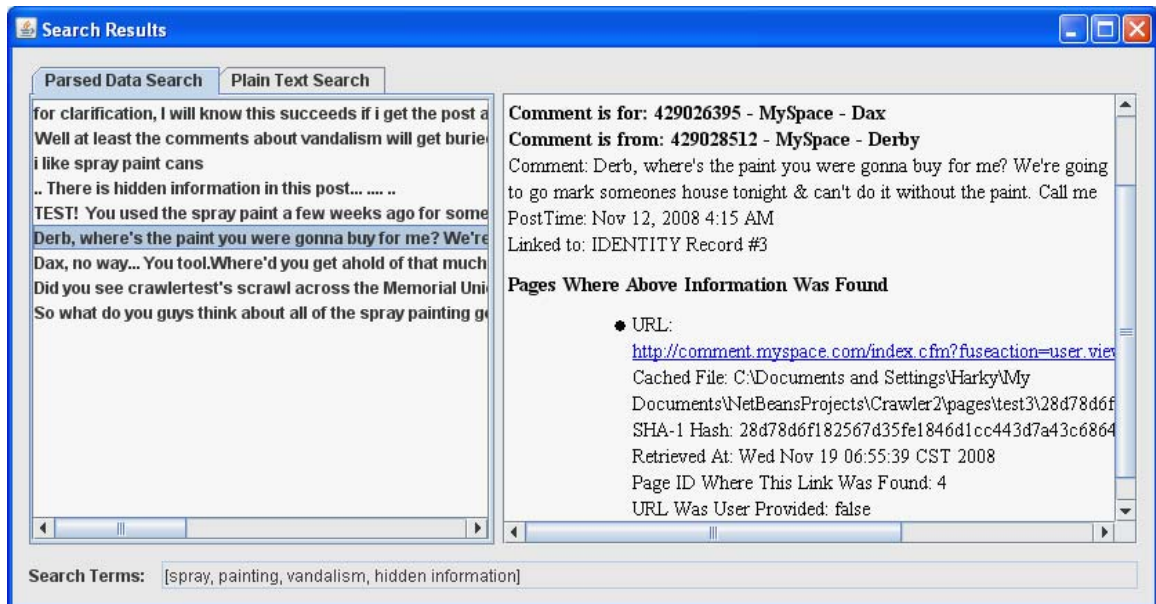 Search Results
Parsed Data Search
Plain Text Search
for clarification, I will know this succeeds if i get the post a
Well at least the comments about vandalism will get buried
i like spray paint cans
.. There is hidden information in this post... .... ..
TEST! You used the spray paint a few weeks ago for some
Derb, where's the paint you were gonna buy for me? We're
Dax, no way... You tool.Where'd you get ahold of that much
Did you see crawlertest's scrawl across the Memorial Uni
So what do you guys think about all of the spray painting g
Comment is for: 429026395 - MySpace - Dax
Comment is from: 429028512 - MySpace - Derby
Comment: Derb, where's the paint you were gonna buy for me? We're going
to go mark someones house tonight & can't do it without the paint. Call me
PostTime: Nov 12, 2008 4:15 AM
Linked to: IDENTITY Record #3
Pages Where Above Information Was Found
● URL:
http://comment.myspace.com/index.cfm?fuseaction=user.view
Cached File: C:\Documents and Settings\Harky\My
Documents\NetBeansProjects\Crawler2\pages\test3\28d78d6f
SHA-1 Hash: 28d78d6f182567d35fe1846d1cc443d7a43c6864
Retrieved At: Wed Nov 19 06:55:39 CST 2008
Page ID Where This Link Was Found: 4
URL Was User Provided: false
Search Terms: [spray, painting, vandalism, hidden information]